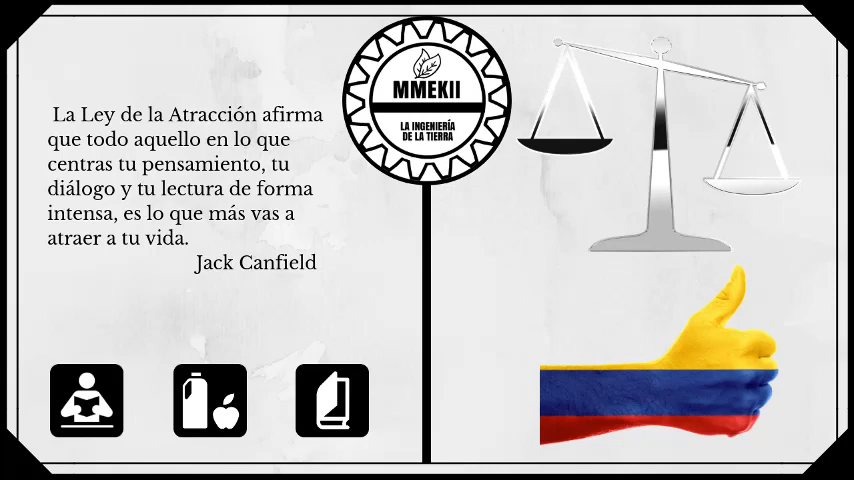 La Ley de la Atracción afirma
que todo aquello en lo que
centras tu pensamiento, tu
diálogo y tu lectura de forma
intensa, es lo que más vas a
atraer a tu vida.
Jack Canfield
MMEKII
LA INGENIERÍA
DE LA TIERRA